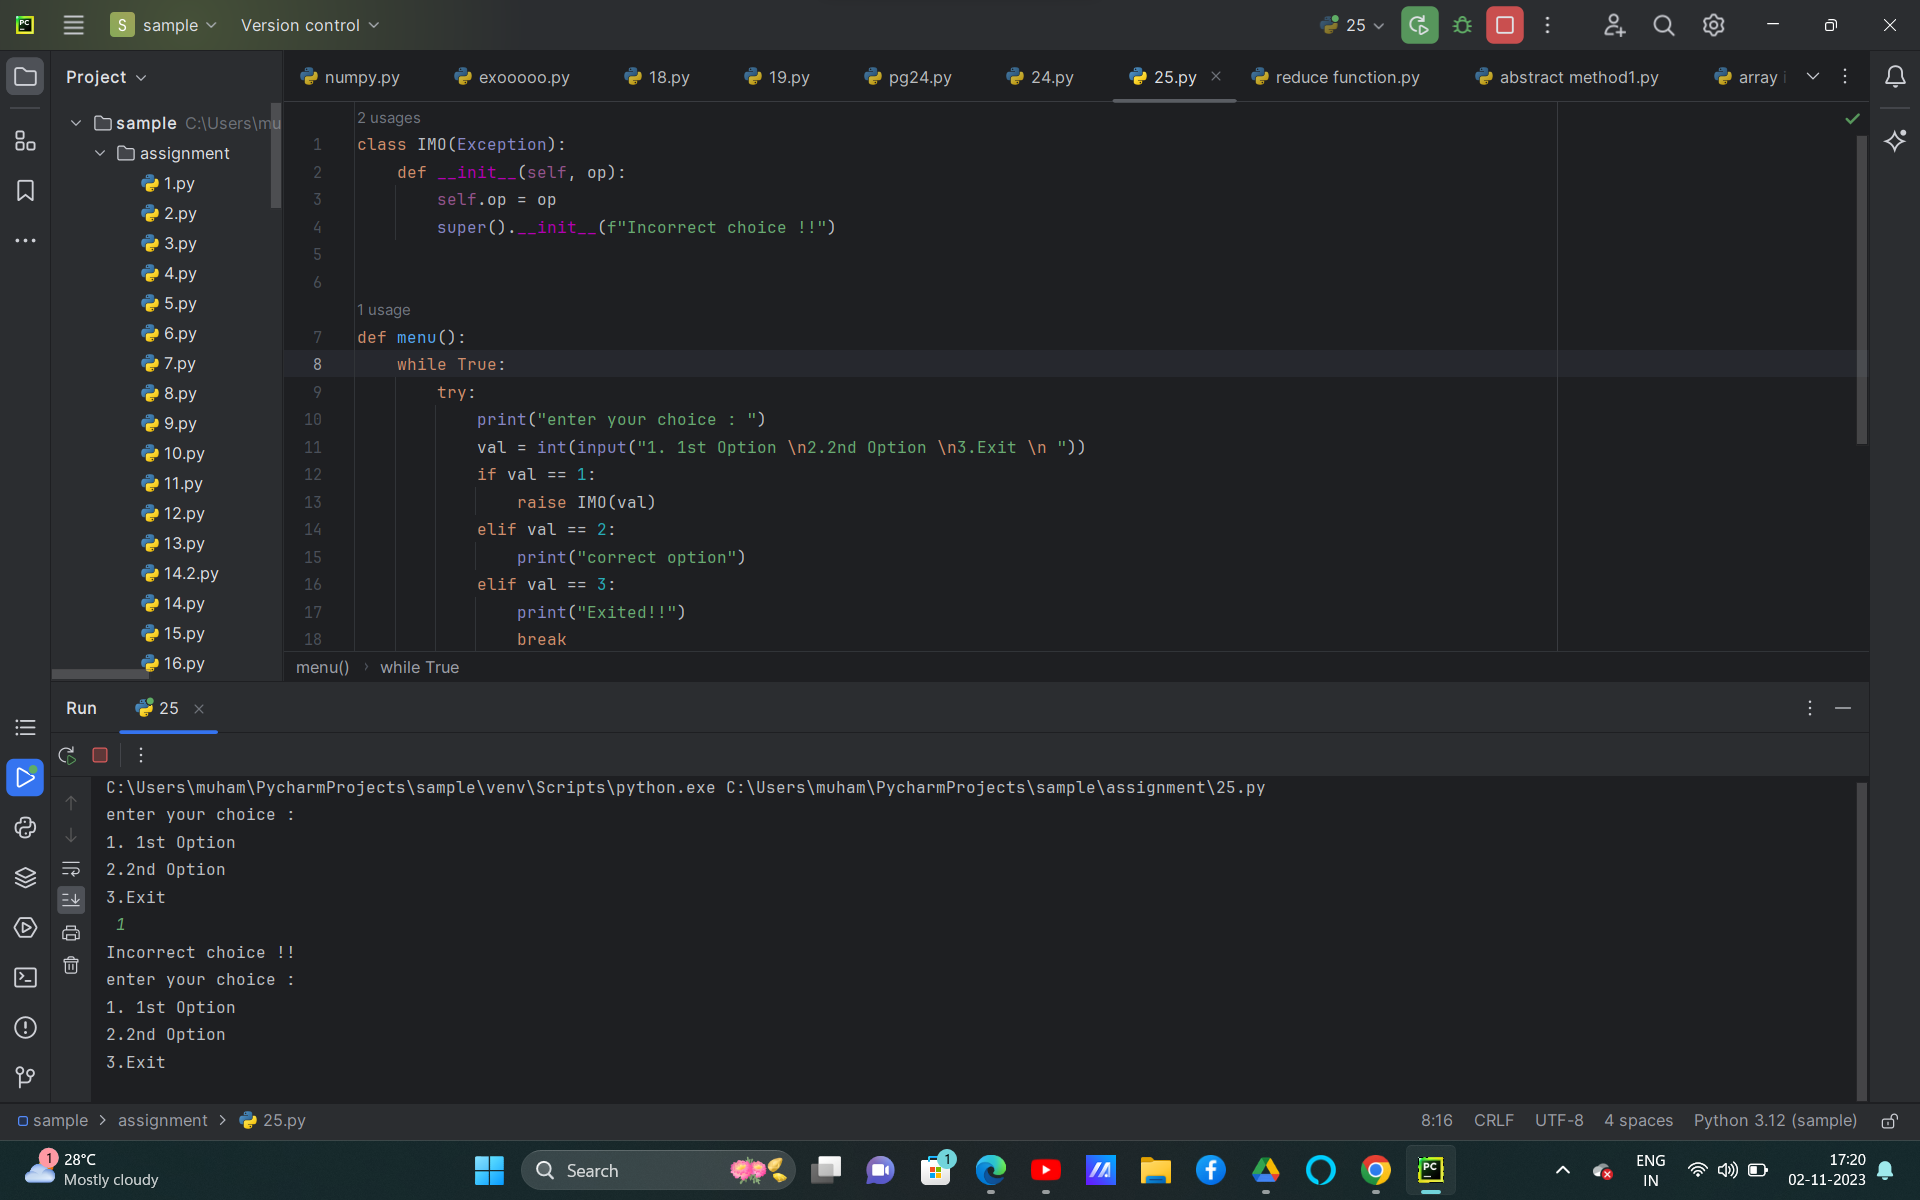 PC S sample Version control 25
Project numpy.py exooooo.py 18.py 19.py pg24.py 24.py 25.py reduce function.py abstract method1.py array
sample C:\Users\mu
assignment
1.py
2.py
3.py
4.py
5.py
6.py
7.py
8.py
9.py
10.py
11.py
12.py
13.py
14.2.py
14.py
15.py
16.py
2 usages
1 class IMO(Exception):
2 def __init__(self, op):
3 self.op = op
4 super().__init__(f"Incorrect choice !!")
5
6
1 usage
7 def menu():
8 while True:
9 try:
10 print("enter your choice : ")
11 val = int(input("1. 1st Option \n2.2nd Option \n3.Exit \n "))
12 if val == 1:
13 raise IMO(val)
14 elif val == 2:
15 print("correct option")
16 elif val == 3:
17 print("Exited!!")
18 break
menu() › while True
Run 25
C:\Users\muham\PycharmProjects\sample\venv\Scripts\python.exe C:\Users\muham\PycharmProjects\sample\assignment\25.py
enter your choice :
1. 1st Option
2.2nd Option
3.Exit
1
Incorrect choice !!
enter your choice :
1. 1st Option
2.2nd Option
3.Exit
sample > assignment > 25.py 8:16 CRLF UTF-8 4 spaces Python 3.12 (sample)
1 28°C
Mostly cloudy
Search
1
PC
ENG
IN
17:20
02-11-2023